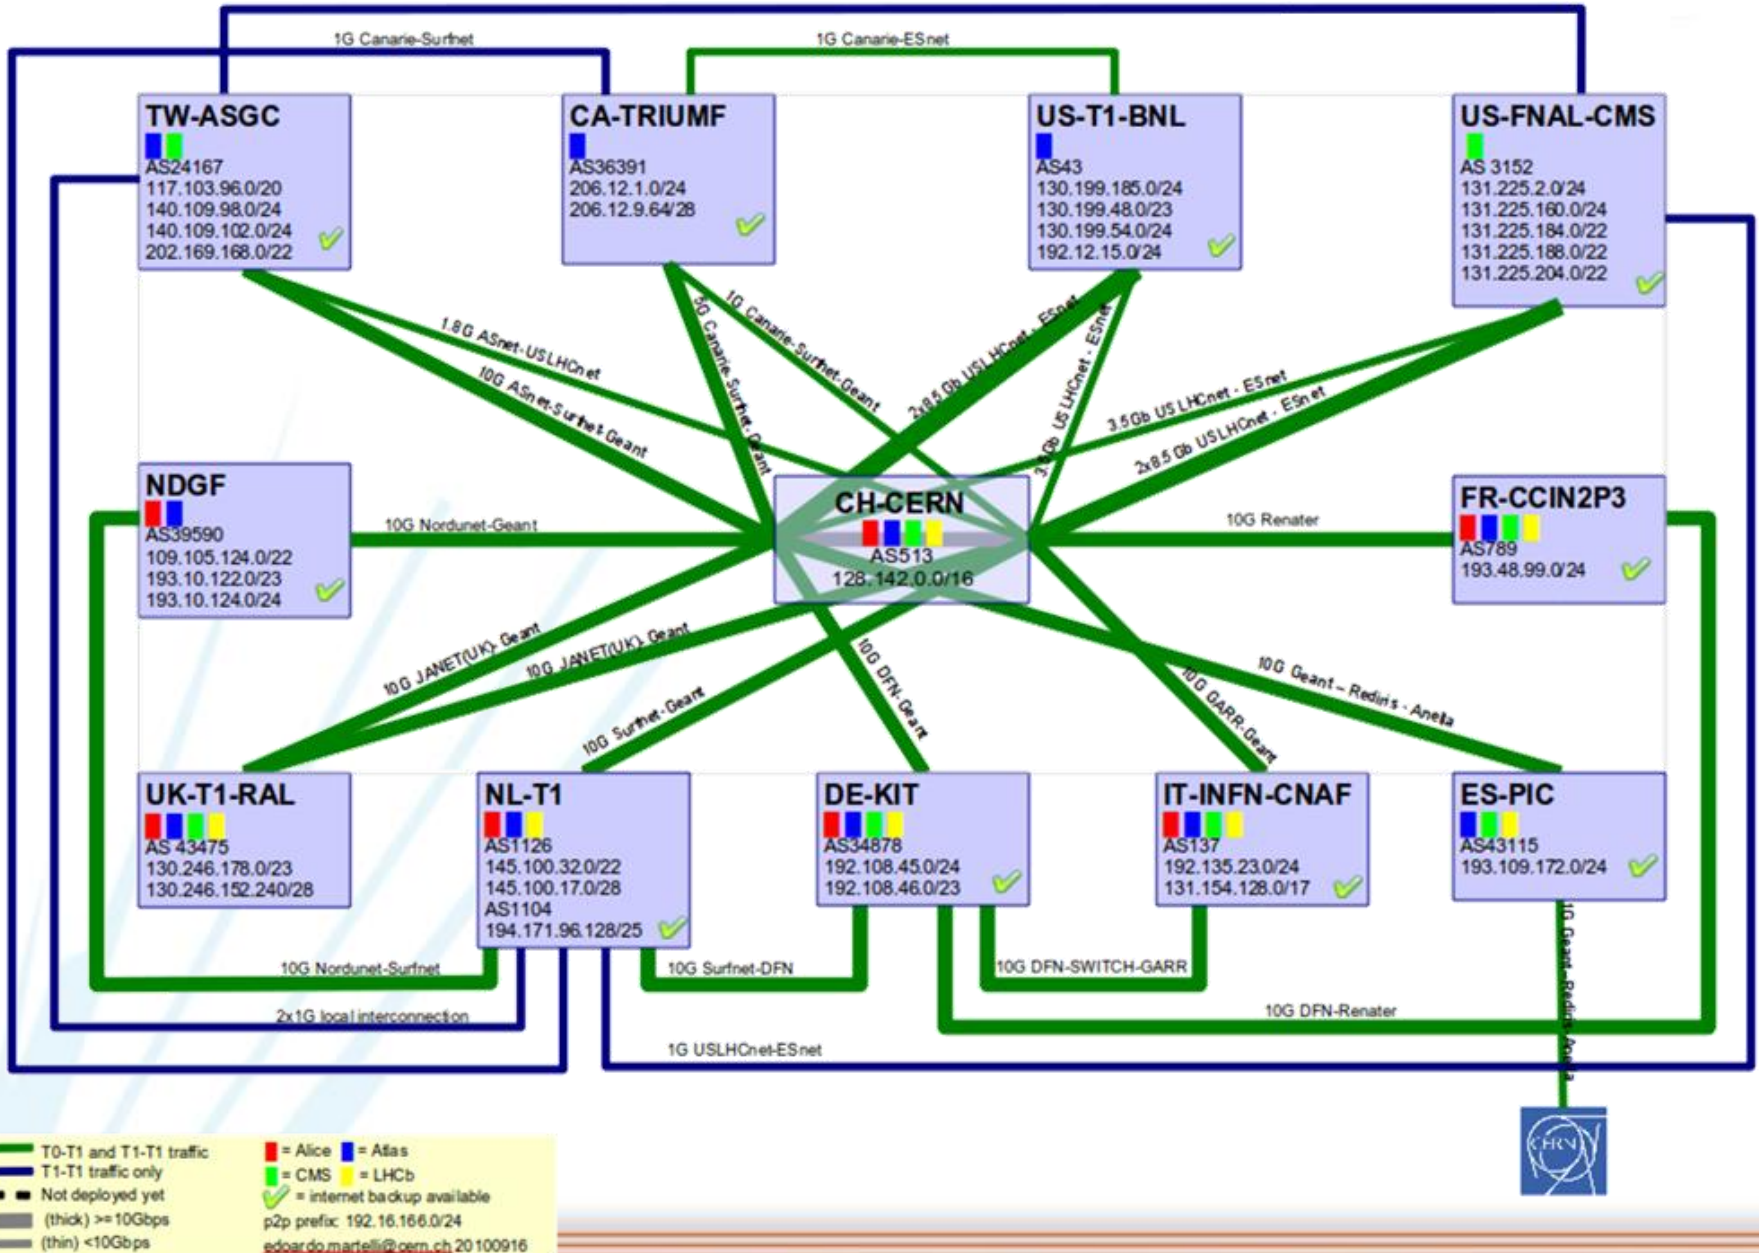 1G Canarie-Surfnet
1G Canarie-ESnet
TW-ASGC
AS24167
117.103.96.0/20
140.109.98.0/24
140.109.102.0/24
202.169.168.0/22
CA-TRIUMF
AS36391
206.12.1.0/24
206.12.9.64/28
US-T1-BNL
AS43
130.199.185.0/24
130.199.48.0/23
130.199.54.0/24
192.12.15.0/24
US-FNAL-CMS
AS 3152
131.225.2.0/24
131.225.160.0/24
131.225.184.0/22
131.225.188.0/22
131.225.204.0/22
1.8G ASnet-USLHCnet
10G ASnet-Surfnet-Geant
5G Canarie-Surfnet-Geant
1G Canarie-Surfnet-Geant
2x8.5 Gb USLHCnet - ESnet
3.5Gb USLHCnet - ESnet
3.5Gb USLHCnet - ESnet
2x8.5 Gb USLHCnet - ESnet
NDGF
AS39590
109.105.124.0/22
193.10.122.0/23
193.10.124.0/24
10G Nordunet-Geant
CH-CERN
AS513
128.142.0.0/16
10G Renater
FR-CCIN2P3
AS789
193.48.99.0/24
10G JANET(UK)- Geant
10G JANET(UK)- Geant
10G Surfnet-Geant
10G DFN-Geant
10G GARR-Geant
10G Geant – Rediris - Anella
UK-T1-RAL
AS 43475
130.246.178.0/23
130.246.152.240/28
NL-T1
AS1126
145.100.32.0/22
145.100.17.0/28
AS1104
194.171.96.128/25
DE-KIT
AS34878
192.108.45.0/24
192.108.46.0/23
IT-INFN-CNAF
AS137
192.135.23.0/24
131.154.128.0/17
ES-PIC
AS43115
193.109.172.0/24
10G Nordunet-Surfnet
10G Surfnet-DFN
10G DFN-SWITCH-GARR
1G Geant-Rediris-Anella
2x1G local interconnection
10G DFN-Renater
1G USLHCnet-ESnet
CERN
T0-T1 and T1-T1 traffic
T1-T1 traffic only
Not deployed yet
(thick) >=10Gbps
(thin) <10Gbps
= Alice = Atlas
= CMS = LHCb
= internet backup available
p2p prefix: 192.16.166.0/24
edoardo.martelli@cern.ch 20100916